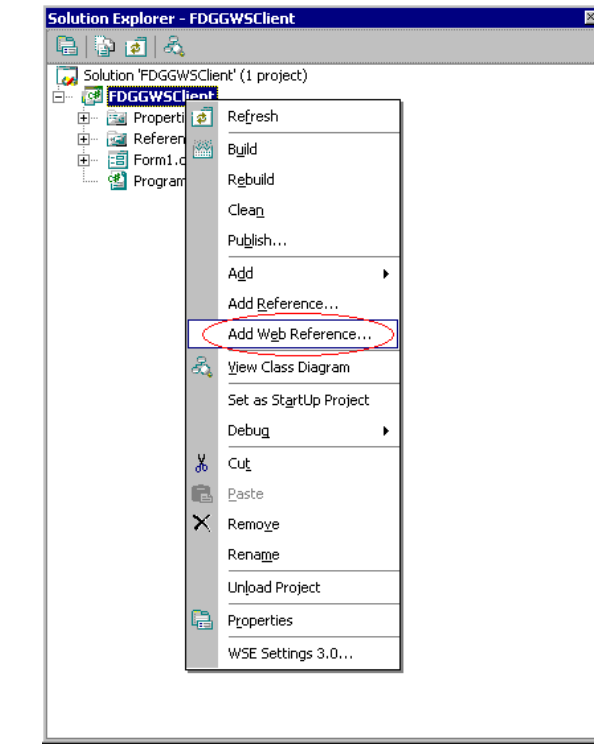 Solution Explorer - FDGGWSClient
Solution 'FDGGWSClient' (1 project)
FDGGWSClient
Properti
Referen
Form1.c
Program
Refresh
Build
Rebuild
Clean
Publish...
Add
Add Reference...
Add Web Reference...
View Class Diagram
Set as StartUp Project
Debug
Cut
Paste
Remove
Rename
Unload Project
Properties
WSE Settings 3.0...